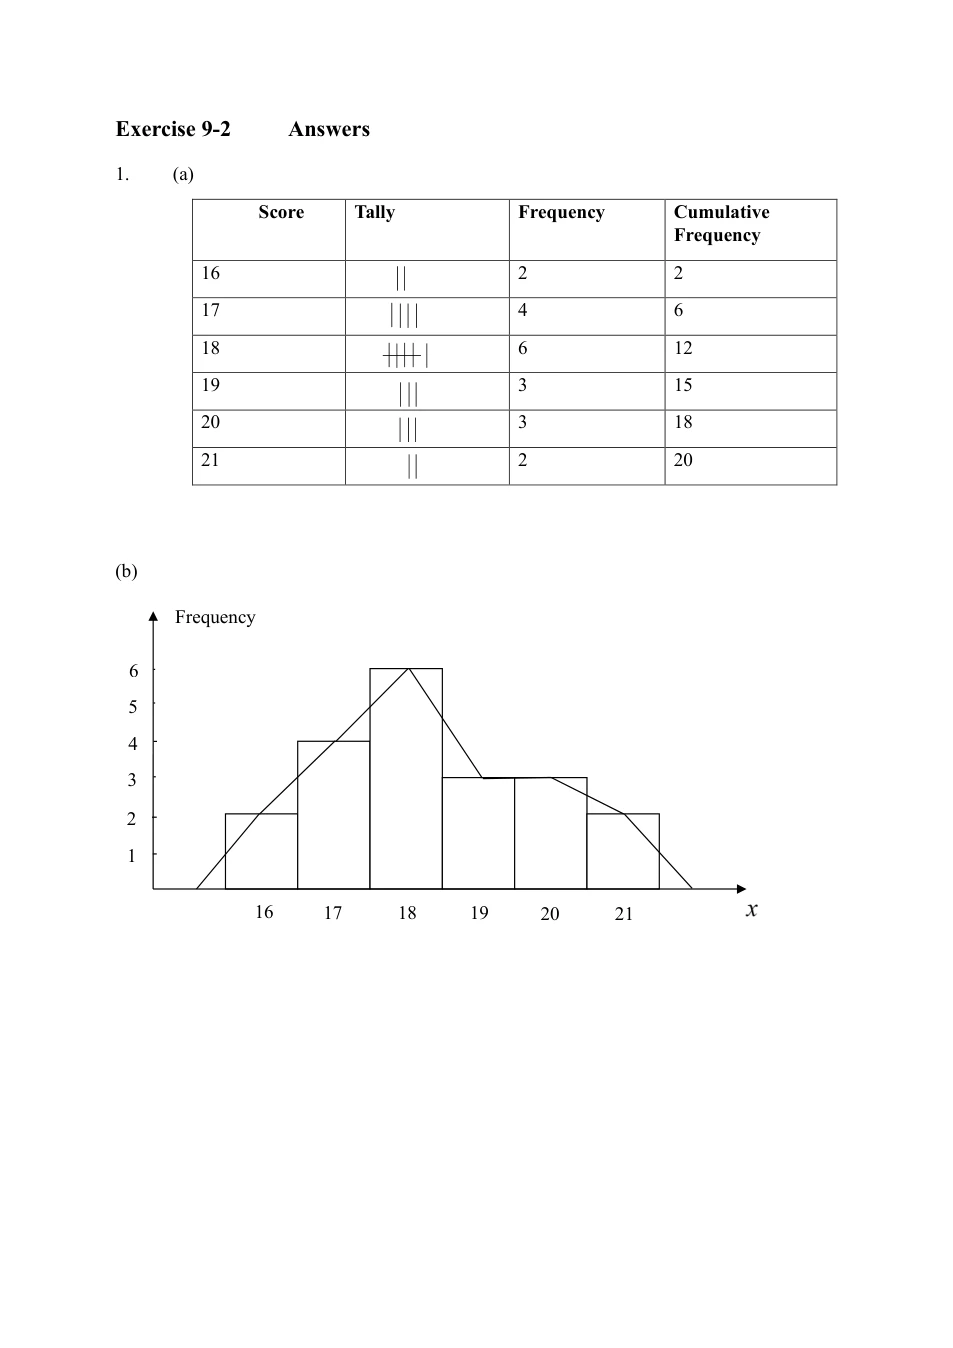 Exercise 9-2 Answers
1. (a)
Score Tally Frequency Cumulative
Frequency
16 || 2 2
17 |||| 4 6
18 |||| | 6 12
19 ||| 3 15
20 ||| 3 18
21 || 2 20
(b)
Frequency
6
5
4
3
2
1
16 17 18 19 20 21 x